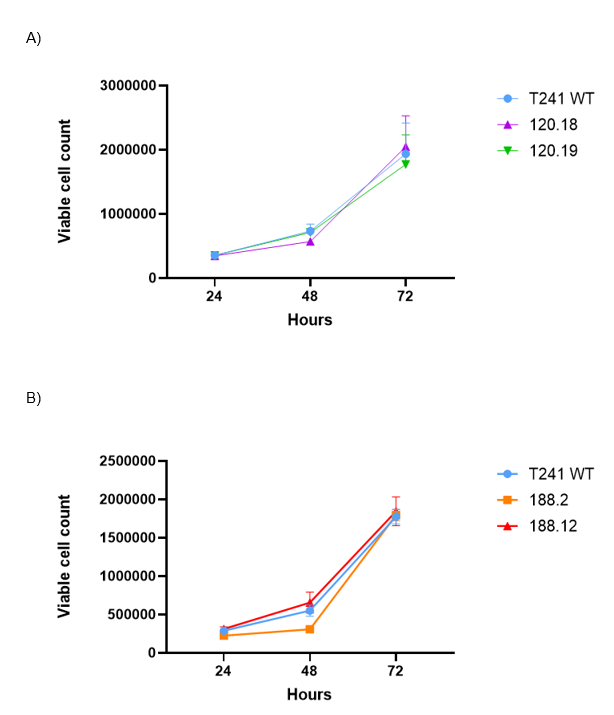 A)
3000000
2000000
1000000
0
Viable cell count
24 48 72
Hours
T241 WT
120.18
120.19
B)
2500000
2000000
1500000
1000000
500000
0
Viable cell count
24 48 72
Hours
T241 WT
188.2
188.12